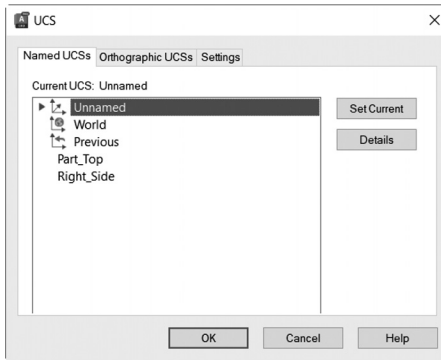 UCS
Named UCSs Orthographic UCSs Settings
Current UCS: Unnamed
Unnamed
World
Previous
Part_Top
Right_Side
Set Current
Details
OK Cancel Help